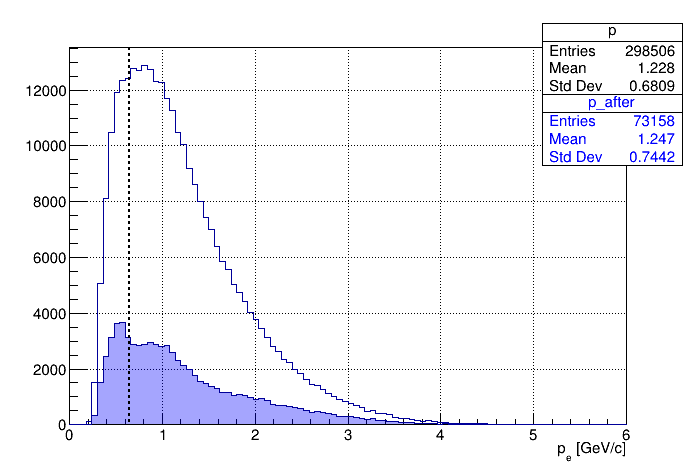 p
Entries 298506
Mean 1.228
Std Dev 0.6809
p_after
Entries 73158
Mean 1.247
Std Dev 0.7442
12000
10000
8000
6000
4000
2000
0
0 1 2 3 4 5 6
p_e [GeV/c]